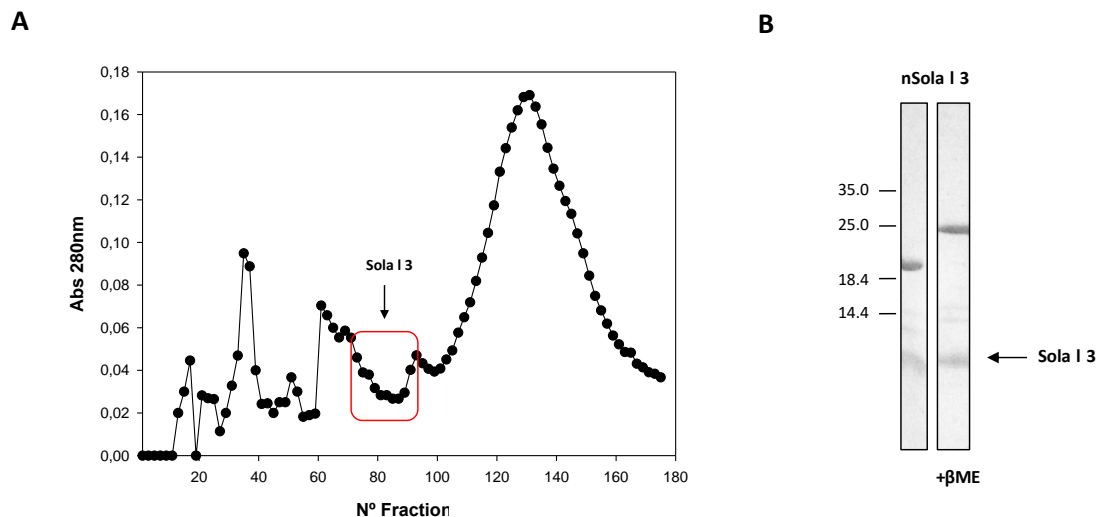 A
0,18
0,16
0,14
0,12
0,10
0,08
0,06
0,04
0,02
0,00
Abs 280nm
Sola l 3
20 40 60 80 100 120 140 160 180
Nº Fraction
B
nSola l 3
35.0
25.0
18.4
14.4
Sola l 3
+βME